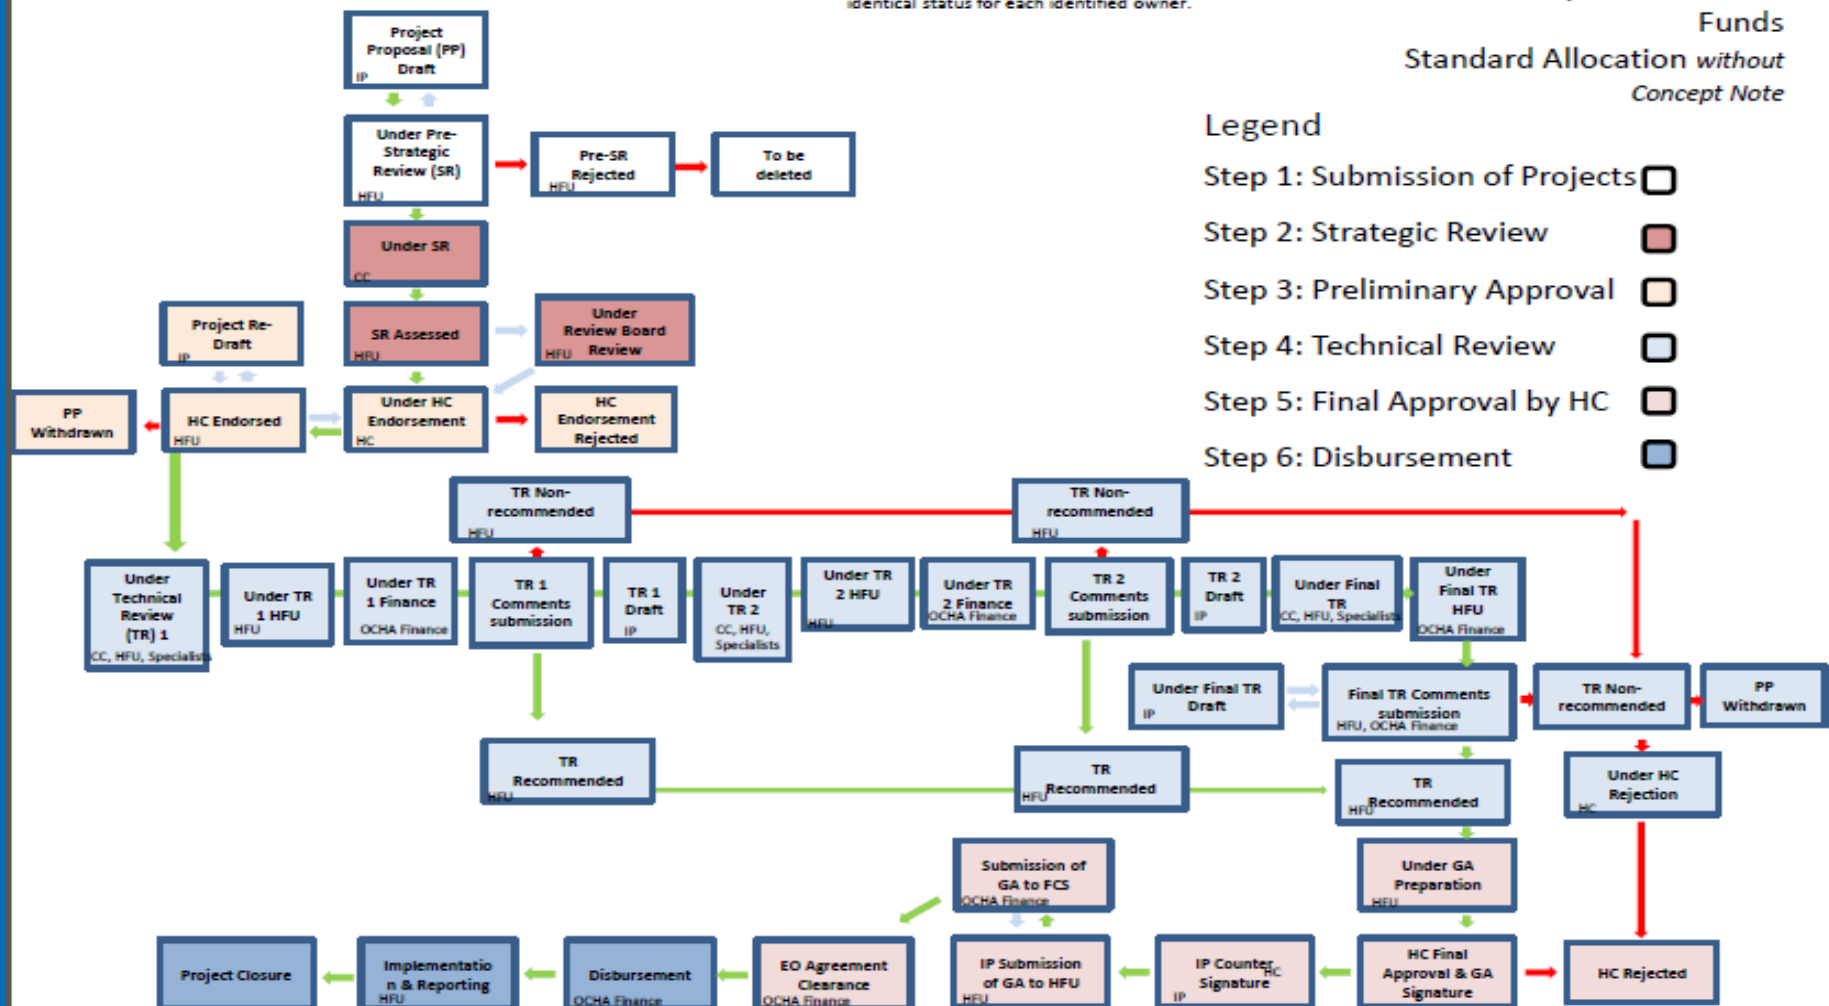 identical status for each identified owner.
Funds
Standard Allocation without
Concept Note
Legend
Step 1: Submission of Projects
Step 2: Strategic Review
Step 3: Preliminary Approval
Step 4: Technical Review
Step 5: Final Approval by HC
Step 6: Disbursement
Project
Proposal (PP)
Draft
IP
Under Pre-
Strategic
Review (SR)
HFU
Pre-SR
Rejected
HFU
To be
deleted
Under SR
CC
Project Re-
Draft
IP
SR Assessed
HFU
Under
Review Board
Review
HFU
PP
Withdrawn
HC Endorsed
HFU
Under HC
Endorsement
HC
HC
Endorsement
Rejected
TR Non-
recommended
HFU
TR Non-
recommended
HFU
Under
Technical
Review
(TR) 1
CC, HFU, Specialists
Under TR
1 HFU
HFU
Under TR
1 Finance
OCHA Finance
TR 1
Comments
submission
TR 1
Draft
IP
Under
TR 2
CC, HFU,
Specialists
Under TR
2 HFU
HFU
Under TR
2 Finance
OCHA Finance
TR 2
Comments
submission
TR 2
Draft
IP
Under Final
TR
CC, HFU, Specialists
Under
Final TR
HFU
OCHA Finance
Under Final TR
Draft
IP
Final TR Comments
submission
HFU, OCHA Finance
TR Non-
recommended
PP
Withdrawn
TR
Recommended
HFU
TR
Recommended
HFU
TR
Recommended
HFU
Under HC
Rejection
HC
Submission of
GA to FCS
OCHA Finance
Under GA
Preparation
HFU
Project Closure
Implementatio
n & Reporting
HFU
Disbursement
OCHA Finance
EO Agreement
Clearance
OCHA Finance
IP Submission
of GA to HFU
HFU
IP Counter
Signature
HC
IP
HC Final
Approval & GA
Signature
HC Rejected